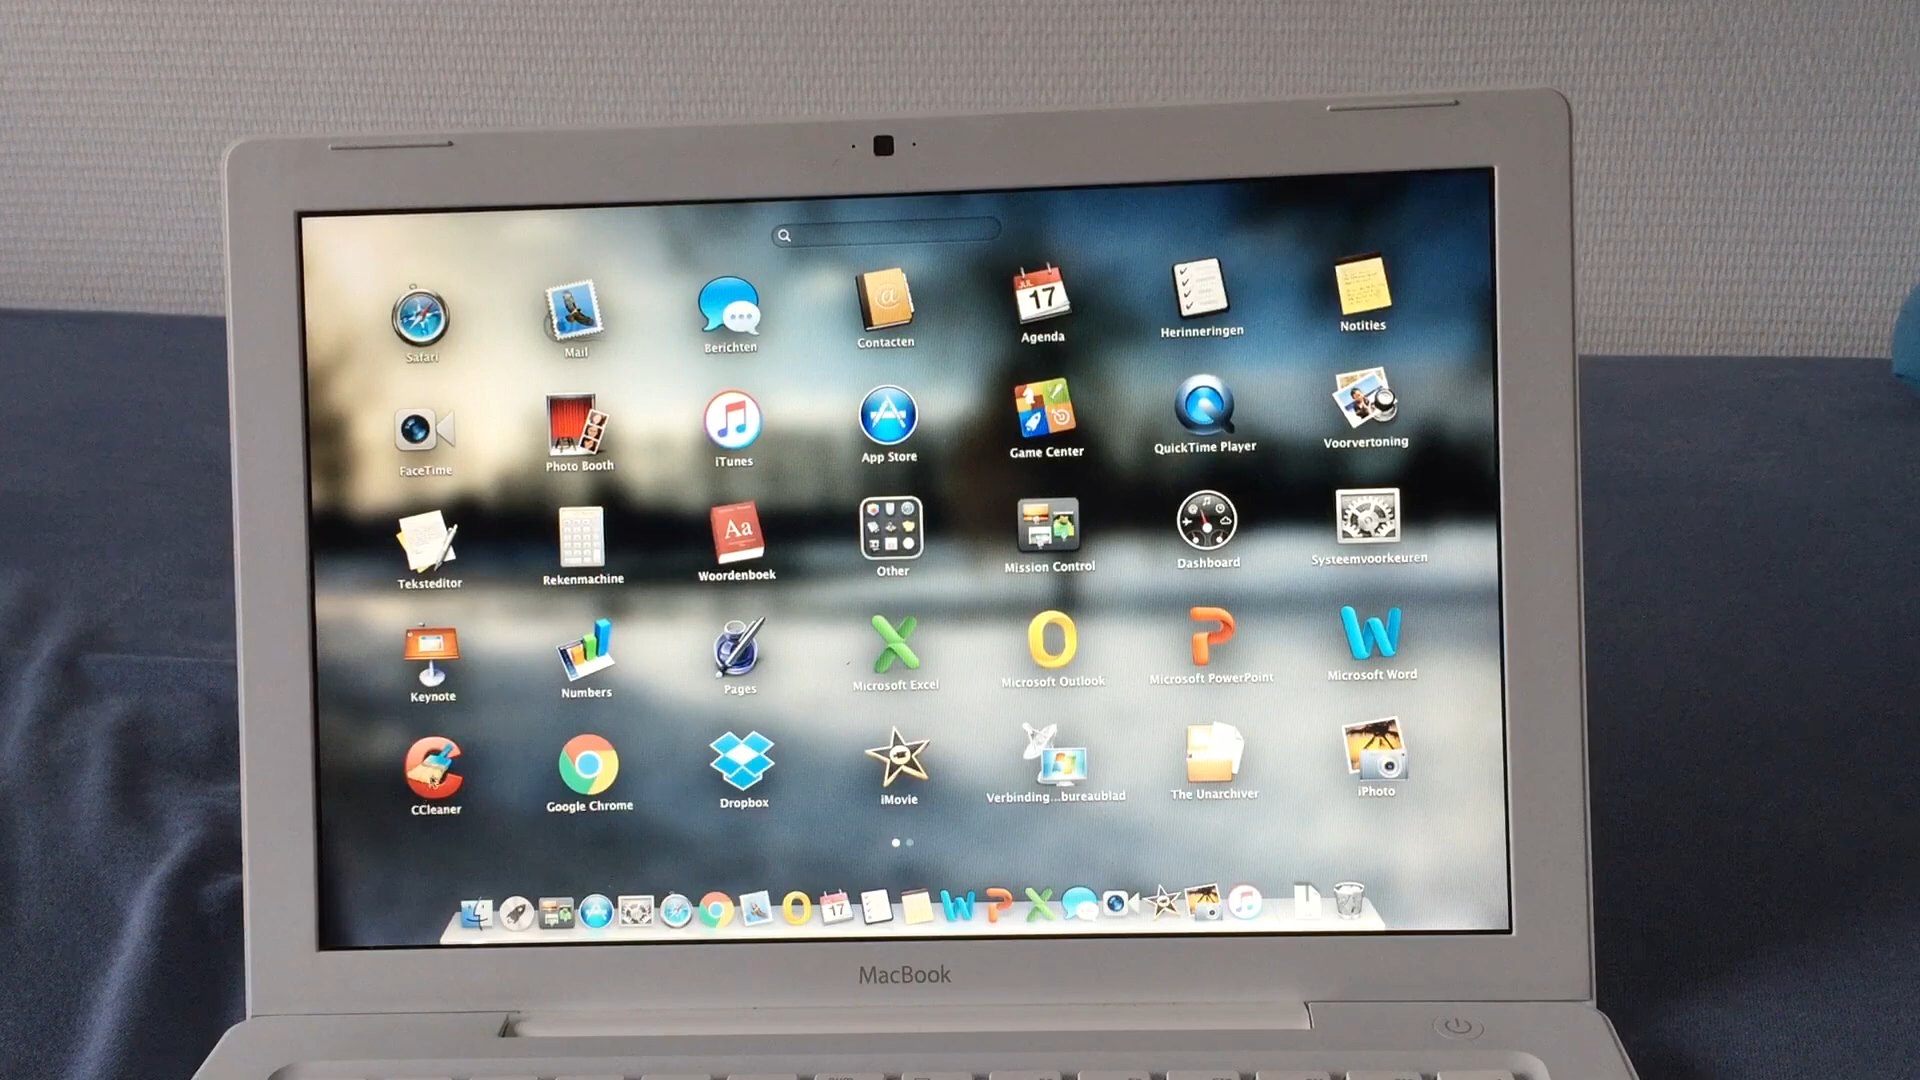 Safari
Mail
Berichten
Contacten
JUL
17
Agenda
Herinneringen
Notities
FaceTime
Photo Booth
iTunes
App Store
Game Center
QuickTime Player
Voorvertoning
Teksteditor
Rekenmachine
Aa
Woordenboek
Other
Mission Control
Dashboard
Systeemvoorkeuren
Keynote
Numbers
Pages
Microsoft Excel
Microsoft Outlook
Microsoft PowerPoint
Microsoft Word
CCleaner
Google Chrome
Dropbox
iMovie
Verbinding...bureaublad
The Unarchiver
iPhoto
17
MacBook